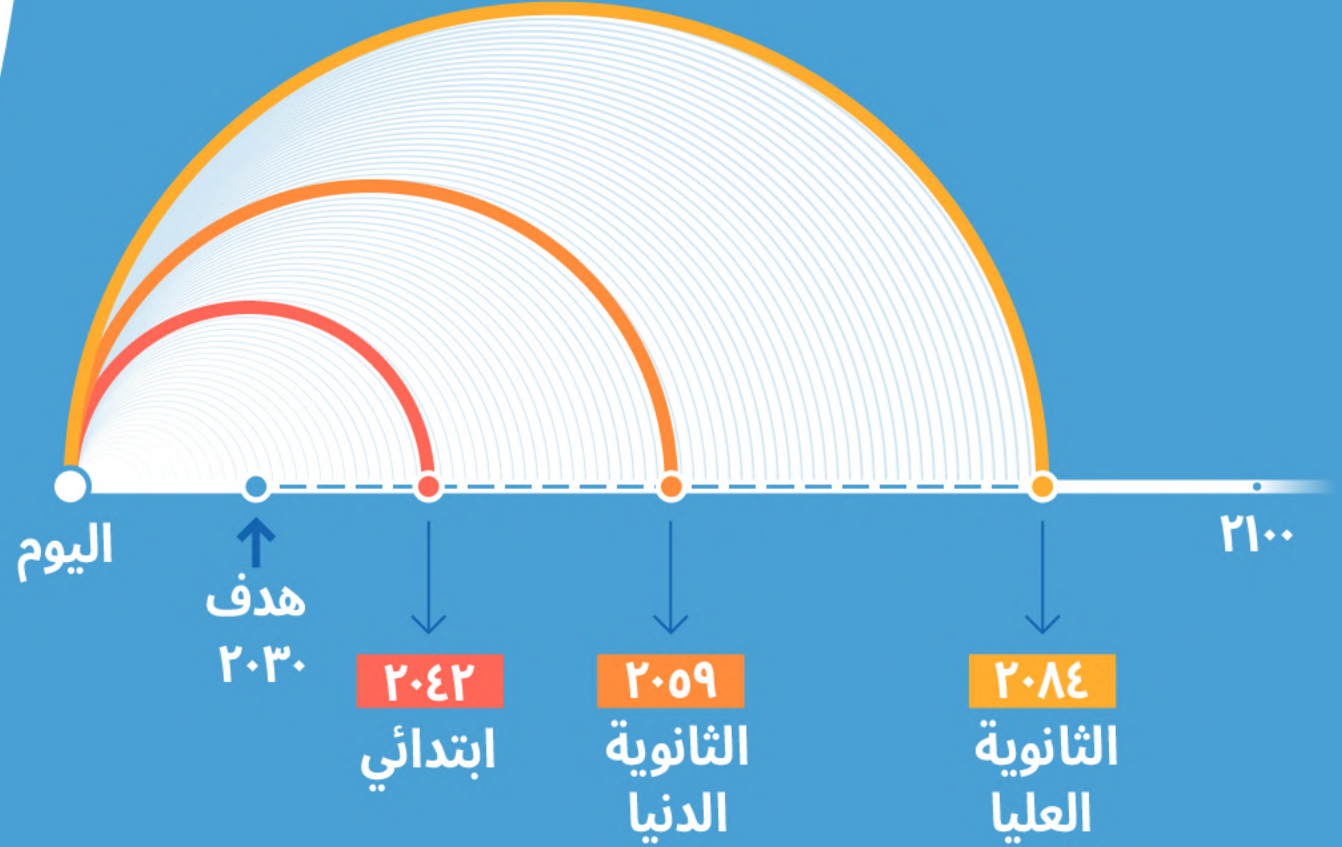 اليوم
هدف
٢٠٣٠
٢٠٤٢
ابتدائي
٢٠٥٩
الثانوية
الدنيا
٢٠٨٤
الثانوية
العليا
٢١٠٠